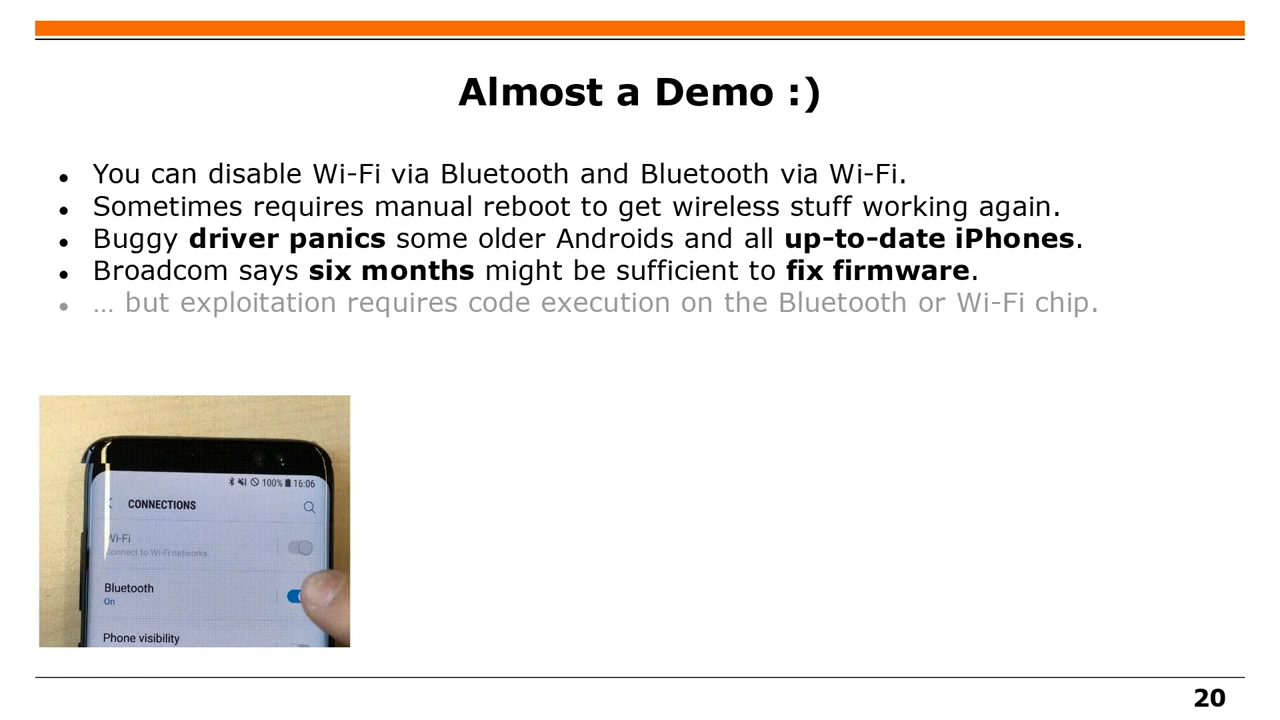 Almost a Demo :)
● You can disable Wi-Fi via Bluetooth and Bluetooth via Wi-Fi.
● Sometimes requires manual reboot to get wireless stuff working again.
● Buggy driver panics some older Androids and all up-to-date iPhones.
● Broadcom says six months might be sufficient to fix firmware.
● … but exploitation requires code execution on the Bluetooth or Wi-Fi chip.
100% 16:06
CONNECTIONS
Wi-Fi
Connect to Wi-Fi networks.
Bluetooth
On
Phone visibility
20